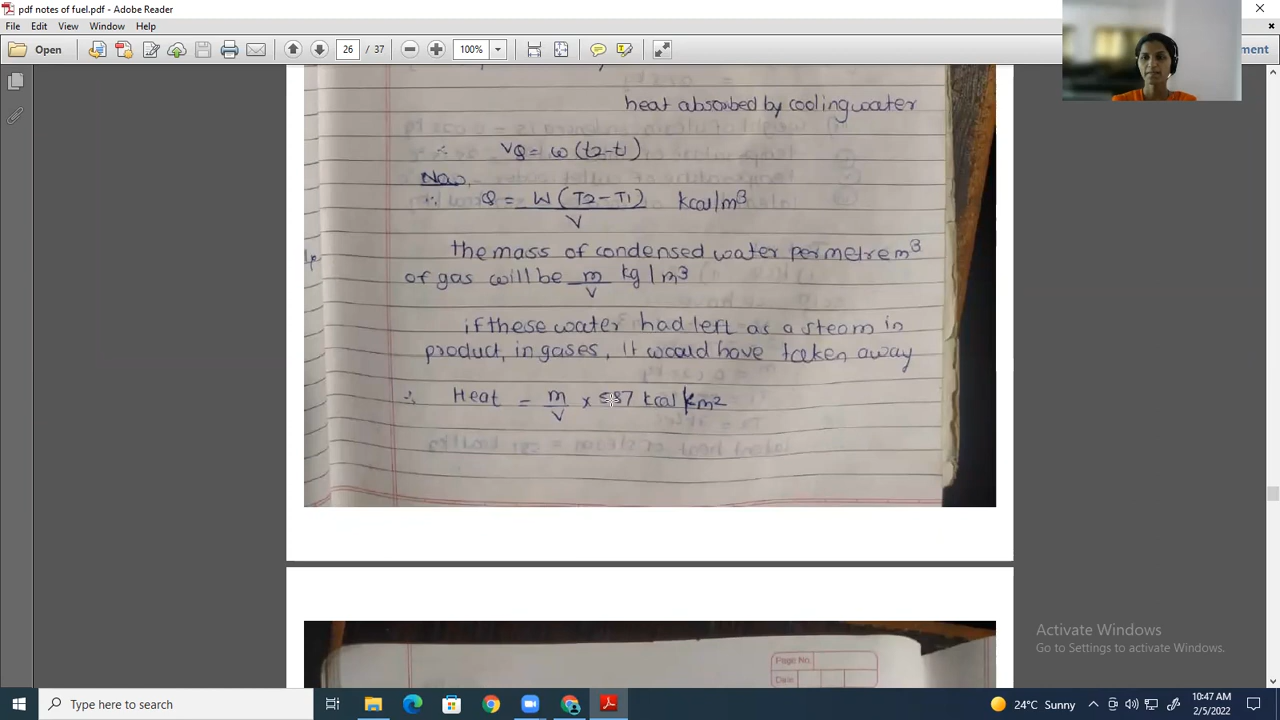 pdf notes of fuel.pdf - Adobe Reader
File Edit View Window Help
Open 26 / 37 100% Comment
heat absorbed by cooling water
∴ VQ = w(t2-t1)
Now,
∴ Q = W(T2-T1) / V kcal/m3
the mass of condensed water per metre m3
of gas will be m/V kg/m3
if these water had left as a steam in
product, in gases, it would have taken away
∴ Heat = m/V × 587 kcal/m2
Page No.
Date
Activate Windows
Go to Settings to activate Windows.
Type here to search
24°C Sunny
10:47 AM
2/5/2022